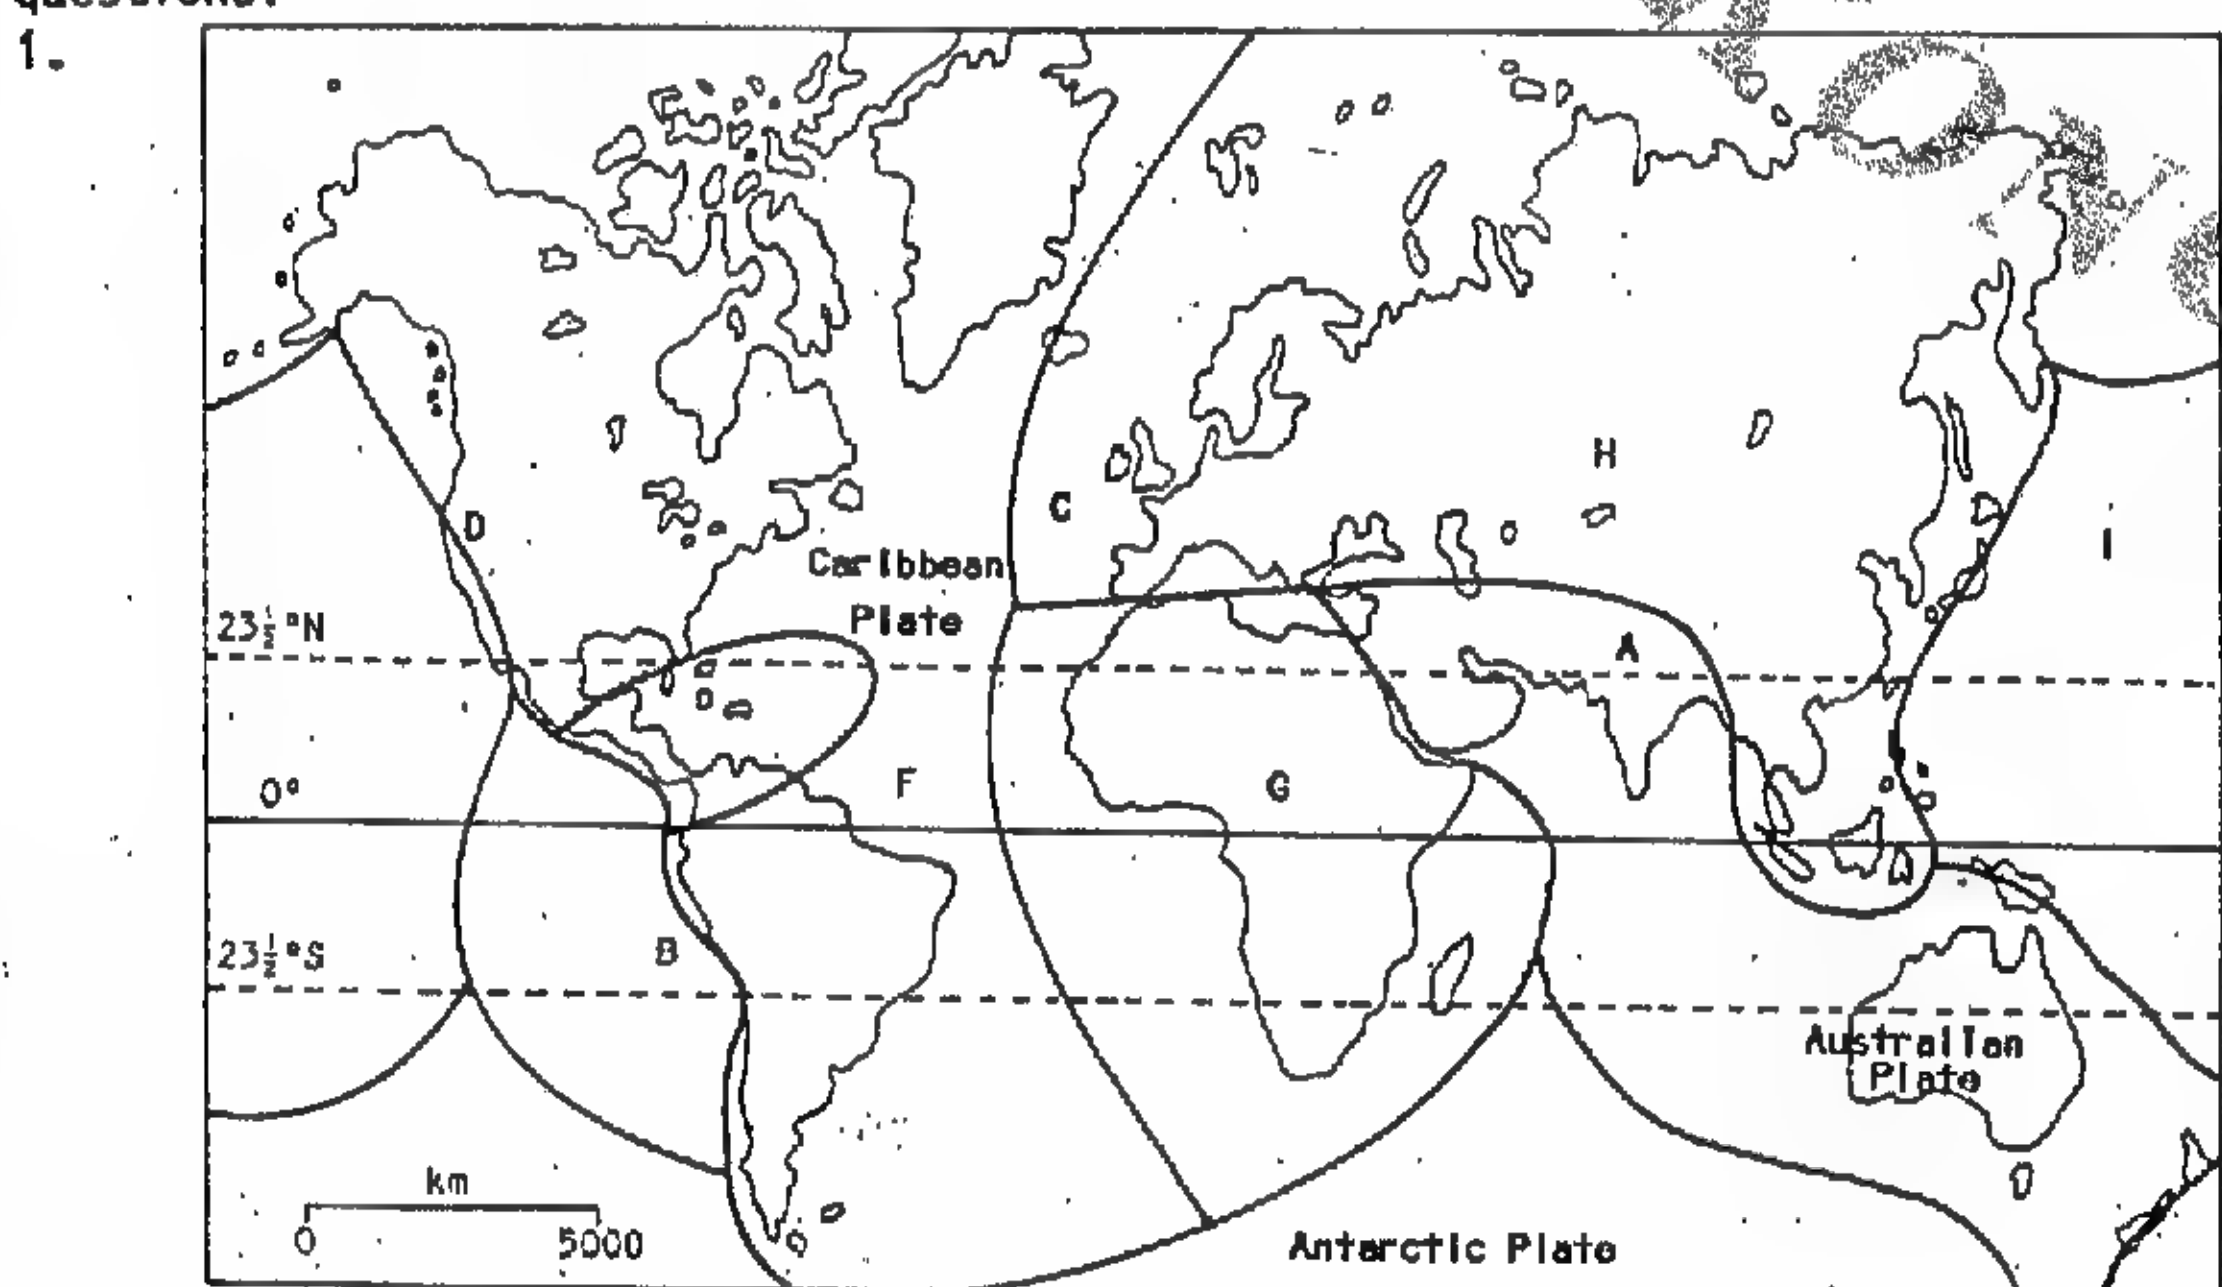 questions.
1.
H
C
D
I
Caribbean
Plate
23½°N
A
F
G
0°
B
23½°S
Australian
Plate
km
0 5000
Antarctic Plate